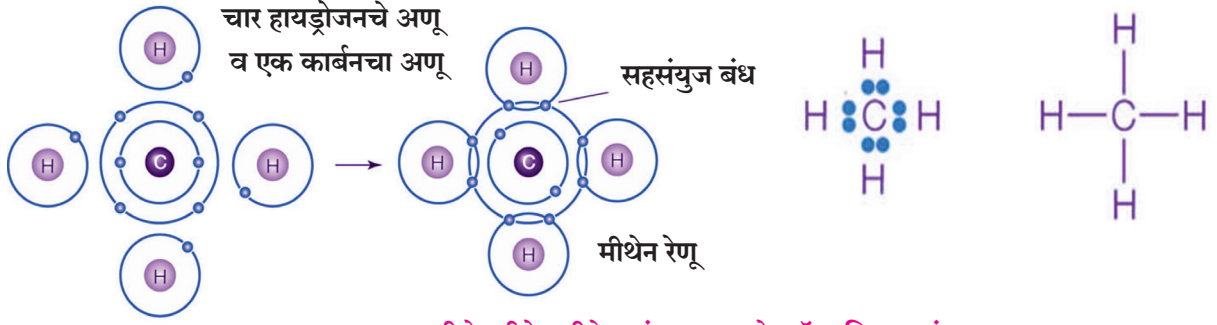 चार हायड्रोजनचे अणू
व एक कार्बनचा अणू
H
H
C
H
H
H
सहसंयुज बंध
H
C
H
H
मीथेन रेणू
H
H C H
H
H
H—C—H
H